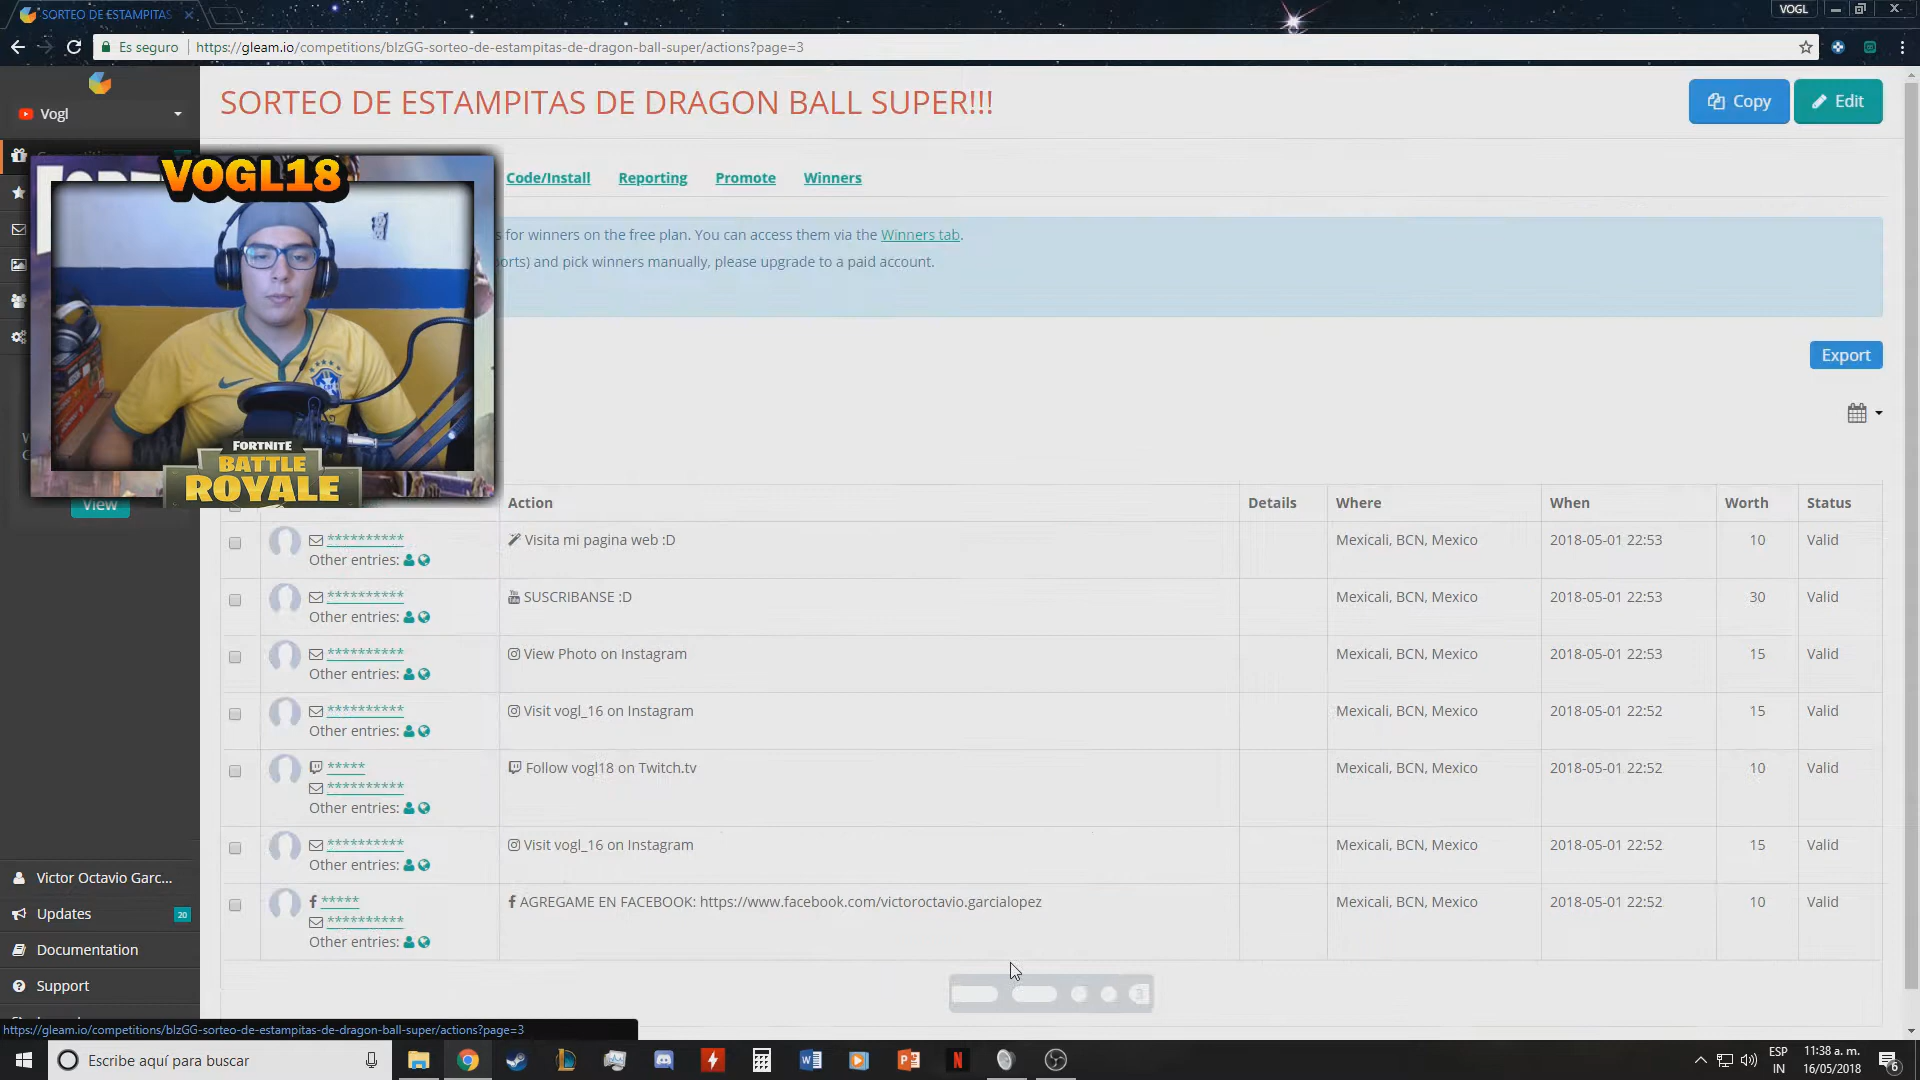 SORTEO DE ESTAMPITAS
VOGL
Es seguro
https://gleam.io/competitions/blzGG-sorteo-de-estampitas-de-dragon-ball-super/actions?page=3
Vogl
SORTEO DE ESTAMPITAS DE DRAGON BALL SUPER!!!
Copy
Edit
Code/Install
Reporting
Promote
Winners
VOGL18
for winners on the free plan. You can access them via the Winners tab.
and pick winners manually, please upgrade to a paid account.
Export
FORTNITE
BATTLE
ROYALE
View
Action
Details
Where
When
Worth
Status
**********
Other entries:
Visita mi pagina web :D
Mexicali, BCN, Mexico
2018-05-01 22:53
10
Valid
**********
Other entries:
SUSCRIBANSE :D
Mexicali, BCN, Mexico
2018-05-01 22:53
30
Valid
**********
Other entries:
View Photo on Instagram
Mexicali, BCN, Mexico
2018-05-01 22:53
15
Valid
**********
Other entries:
Visit vogl_16 on Instagram
Mexicali, BCN, Mexico
2018-05-01 22:52
15
Valid
*****
**********
Other entries:
Follow vogl18 on Twitch.tv
Mexicali, BCN, Mexico
2018-05-01 22:52
10
Valid
**********
Other entries:
Visit vogl_16 on Instagram
Mexicali, BCN, Mexico
2018-05-01 22:52
15
Valid
*****
**********
Other entries:
AGREGAME EN FACEBOOK: https://www.facebook.com/victoroctavio.garcialopez
Mexicali, BCN, Mexico
2018-05-01 22:52
10
Valid
3
Victor Octavio Garc...
Updates
20
Documentation
Support
https://gleam.io/competitions/blzGG-sorteo-de-estampitas-de-dragon-ball-super/actions?page=3
Escribe aquí para buscar
ESP
IN
11:38 a. m.
16/05/2018
6